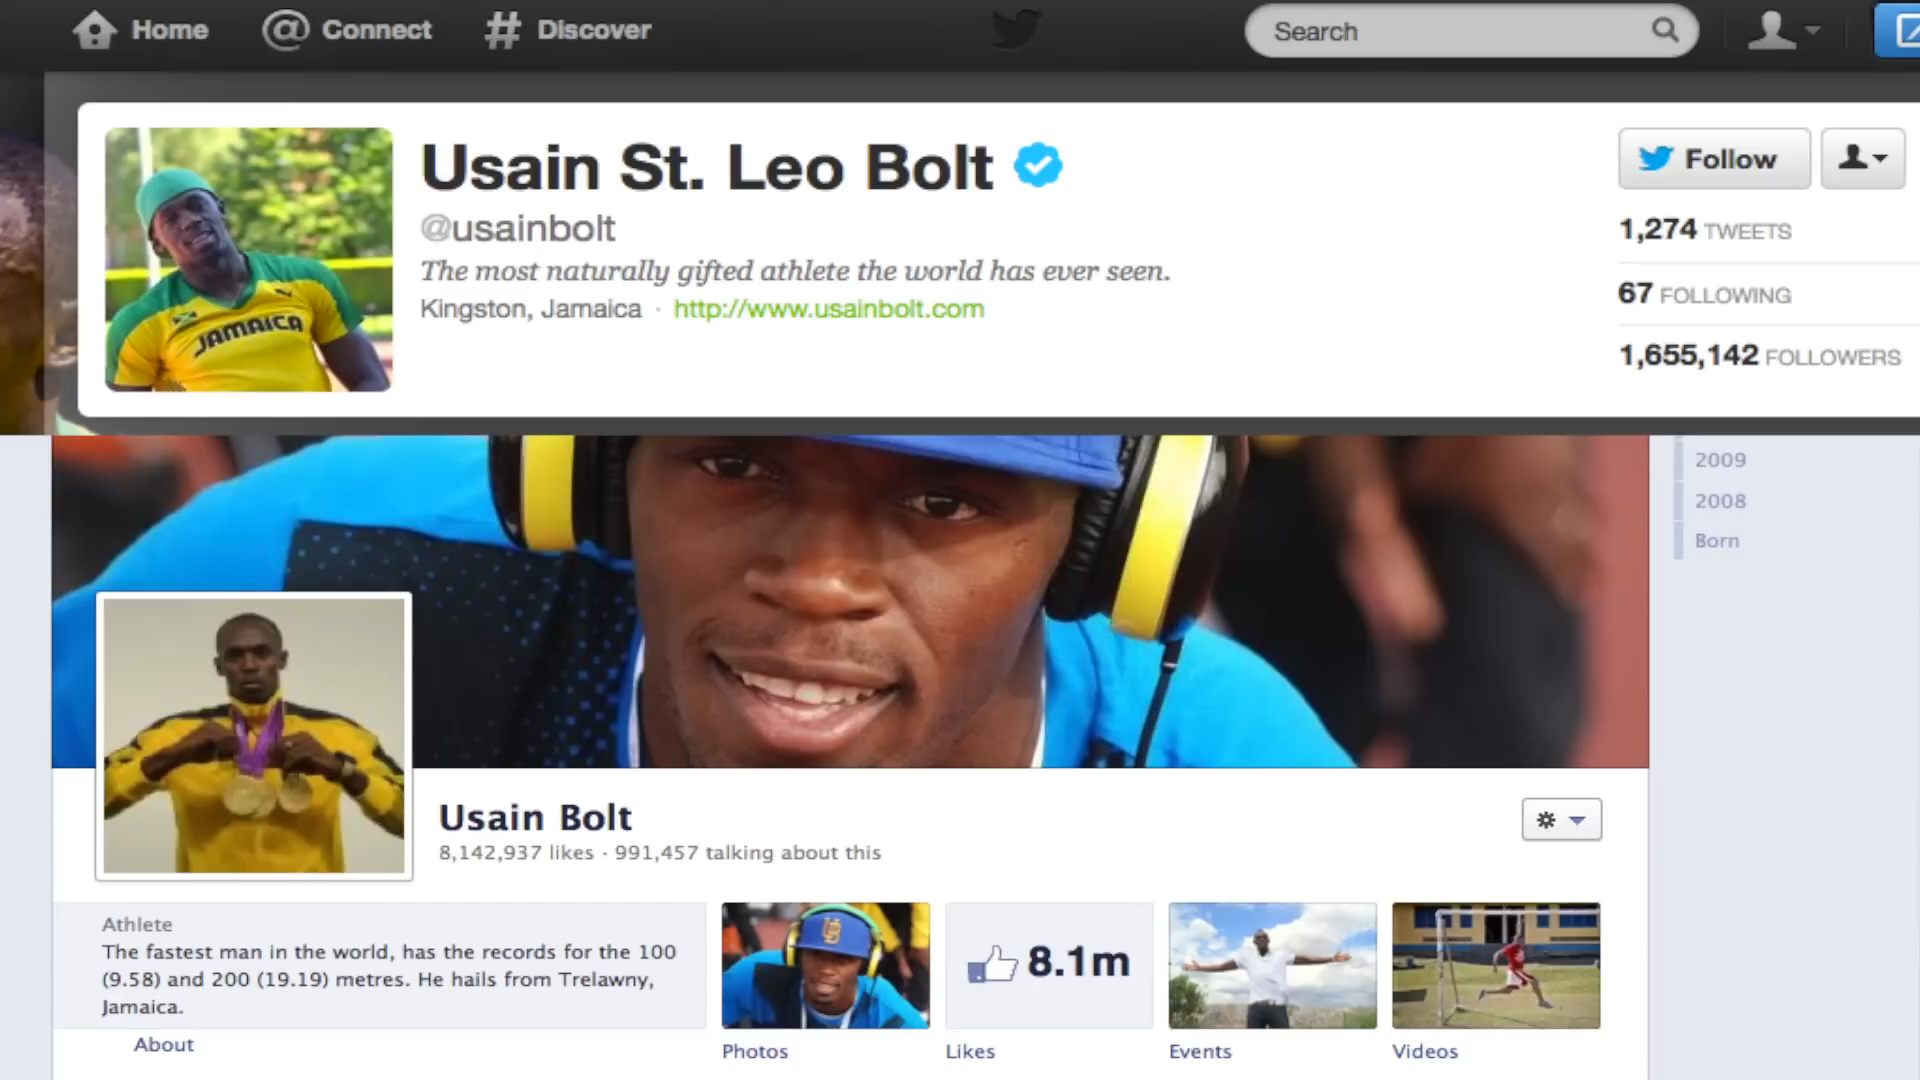 Home
Connect
Discover
Search
Usain St. Leo Bolt
@usainbolt
The most naturally gifted athlete the world has ever seen.
Kingston, Jamaica · http://www.usainbolt.com
Follow
1,274 TWEETS
67 FOLLOWING
1,655,142 FOLLOWERS
JAMAICA
2009
2008
Born
Usain Bolt
8,142,937 likes · 991,457 talking about this
Athlete
The fastest man in the world, has the records for the 100
(9.58) and 200 (19.19) metres. He hails from Trelawny,
Jamaica.
About
8.1m
Photos
Likes
Events
Videos